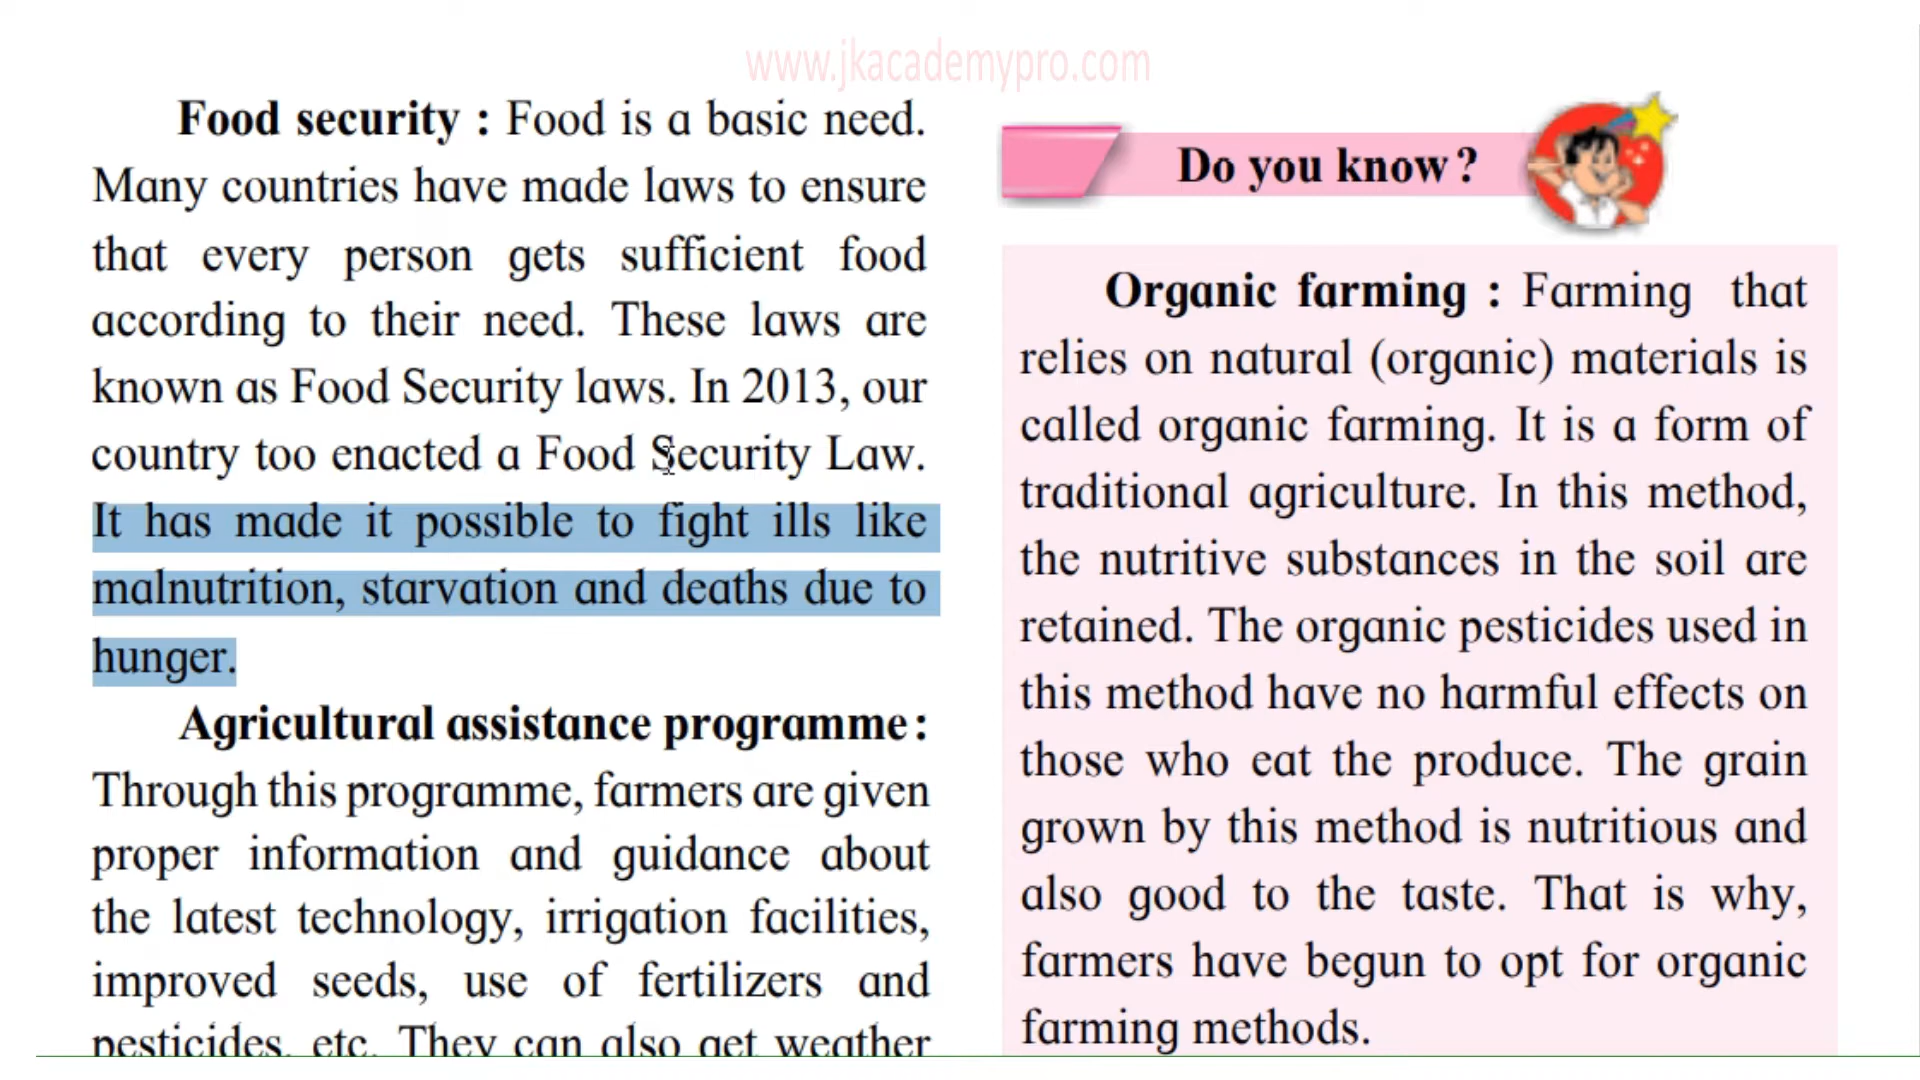 www.jkacademypro.com
Food security : Food is a basic need.
Many countries have made laws to ensure
that every person gets sufficient food
according to their need. These laws are
known as Food Security laws. In 2013, our
country too enacted a Food Security Law.
It has made it possible to fight ills like
malnutrition, starvation and deaths due to
hunger.
Agricultural assistance programme :
Through this programme, farmers are given
proper information and guidance about
the latest technology, irrigation facilities,
improved seeds, use of fertilizers and
pesticides, etc. They can also get weather
Do you know ?
Organic farming : Farming that
relies on natural (organic) materials is
called organic farming. It is a form of
traditional agriculture. In this method,
the nutritive substances in the soil are
retained. The organic pesticides used in
this method have no harmful effects on
those who eat the produce. The grain
grown by this method is nutritious and
also good to the taste. That is why,
farmers have begun to opt for organic
farming methods.